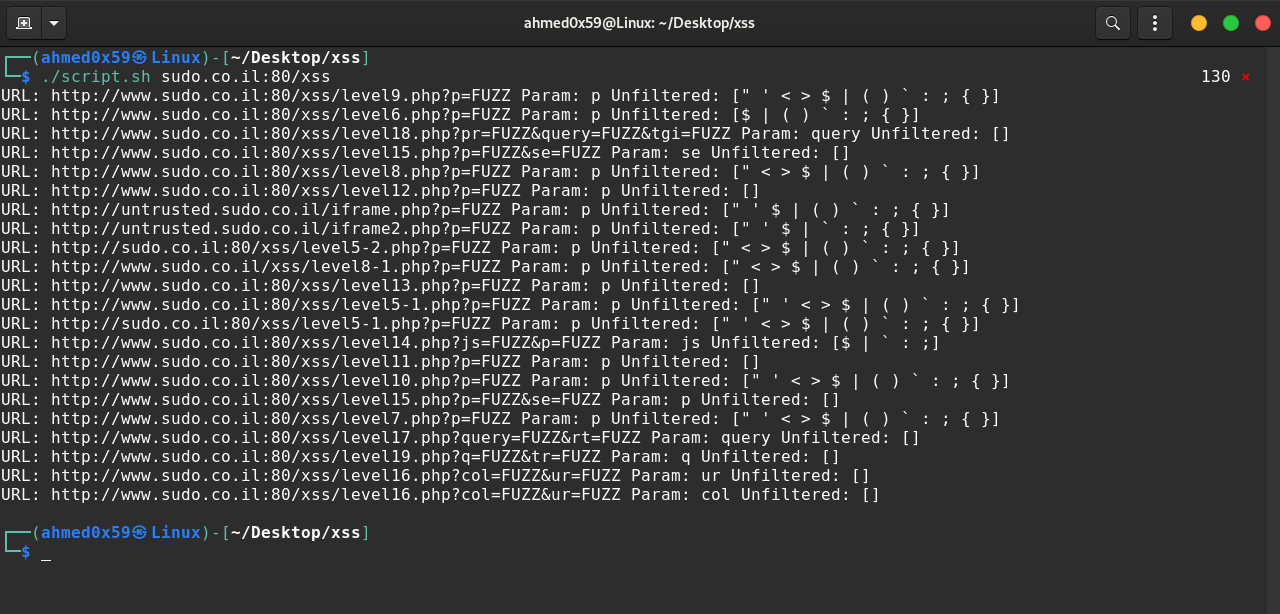 ahmed0x59@Linux: ~/Desktop/xss
┌──(ahmed0x59㉿Linux)-[~/Desktop/xss]
└─$ ./script.sh sudo.co.il:80/xss 130 ⨯
URL: http://www.sudo.co.il:80/xss/level9.php?p=FUZZ Param: p Unfiltered: [" ' < > $ | ( ) ` : ; { }]
URL: http://www.sudo.co.il:80/xss/level6.php?p=FUZZ Param: p Unfiltered: [$ | ( ) ` : ; { }]
URL: http://www.sudo.co.il:80/xss/level18.php?pr=FUZZ&query=FUZZ&tgi=FUZZ Param: query Unfiltered: []
URL: http://www.sudo.co.il:80/xss/level15.php?p=FUZZ&se=FUZZ Param: se Unfiltered: []
URL: http://www.sudo.co.il:80/xss/level8.php?p=FUZZ Param: p Unfiltered: [" < > $ | ( ) ` : ; { }]
URL: http://www.sudo.co.il:80/xss/level12.php?p=FUZZ Param: p Unfiltered: []
URL: http://untrusted.sudo.co.il/iframe.php?p=FUZZ Param: p Unfiltered: [" ' $ | ( ) ` : ; { }]
URL: http://untrusted.sudo.co.il/iframe2.php?p=FUZZ Param: p Unfiltered: [" ' $ | ` : ; { }]
URL: http://sudo.co.il:80/xss/level5-2.php?p=FUZZ Param: p Unfiltered: [" < > $ | ( ) ` : ; { }]
URL: http://www.sudo.co.il/xss/level8-1.php?p=FUZZ Param: p Unfiltered: [" < > $ | ( ) ` : ; { }]
URL: http://www.sudo.co.il:80/xss/level13.php?p=FUZZ Param: p Unfiltered: []
URL: http://www.sudo.co.il:80/xss/level5-1.php?p=FUZZ Param: p Unfiltered: [" ' < > $ | ( ) ` : ; { }]
URL: http://sudo.co.il:80/xss/level5-1.php?p=FUZZ Param: p Unfiltered: [" ' < > $ | ( ) ` : ; { }]
URL: http://www.sudo.co.il:80/xss/level14.php?js=FUZZ&p=FUZZ Param: js Unfiltered: [$ | ` : ;]
URL: http://www.sudo.co.il:80/xss/level11.php?p=FUZZ Param: p Unfiltered: []
URL: http://www.sudo.co.il:80/xss/level10.php?p=FUZZ Param: p Unfiltered: [" ' < > $ | ( ) ` : ; { }]
URL: http://www.sudo.co.il:80/xss/level15.php?p=FUZZ&se=FUZZ Param: p Unfiltered: []
URL: http://www.sudo.co.il:80/xss/level7.php?p=FUZZ Param: p Unfiltered: [" ' < > $ | ( ) ` : ; { }]
URL: http://www.sudo.co.il:80/xss/level17.php?query=FUZZ&rt=FUZZ Param: query Unfiltered: []
URL: http://www.sudo.co.il:80/xss/level19.php?q=FUZZ&tr=FUZZ Param: q Unfiltered: []
URL: http://www.sudo.co.il:80/xss/level16.php?col=FUZZ&ur=FUZZ Param: ur Unfiltered: []
URL: http://www.sudo.co.il:80/xss/level16.php?col=FUZZ&ur=FUZZ Param: col Unfiltered: []
┌──(ahmed0x59㉿Linux)-[~/Desktop/xss]
└─$ _